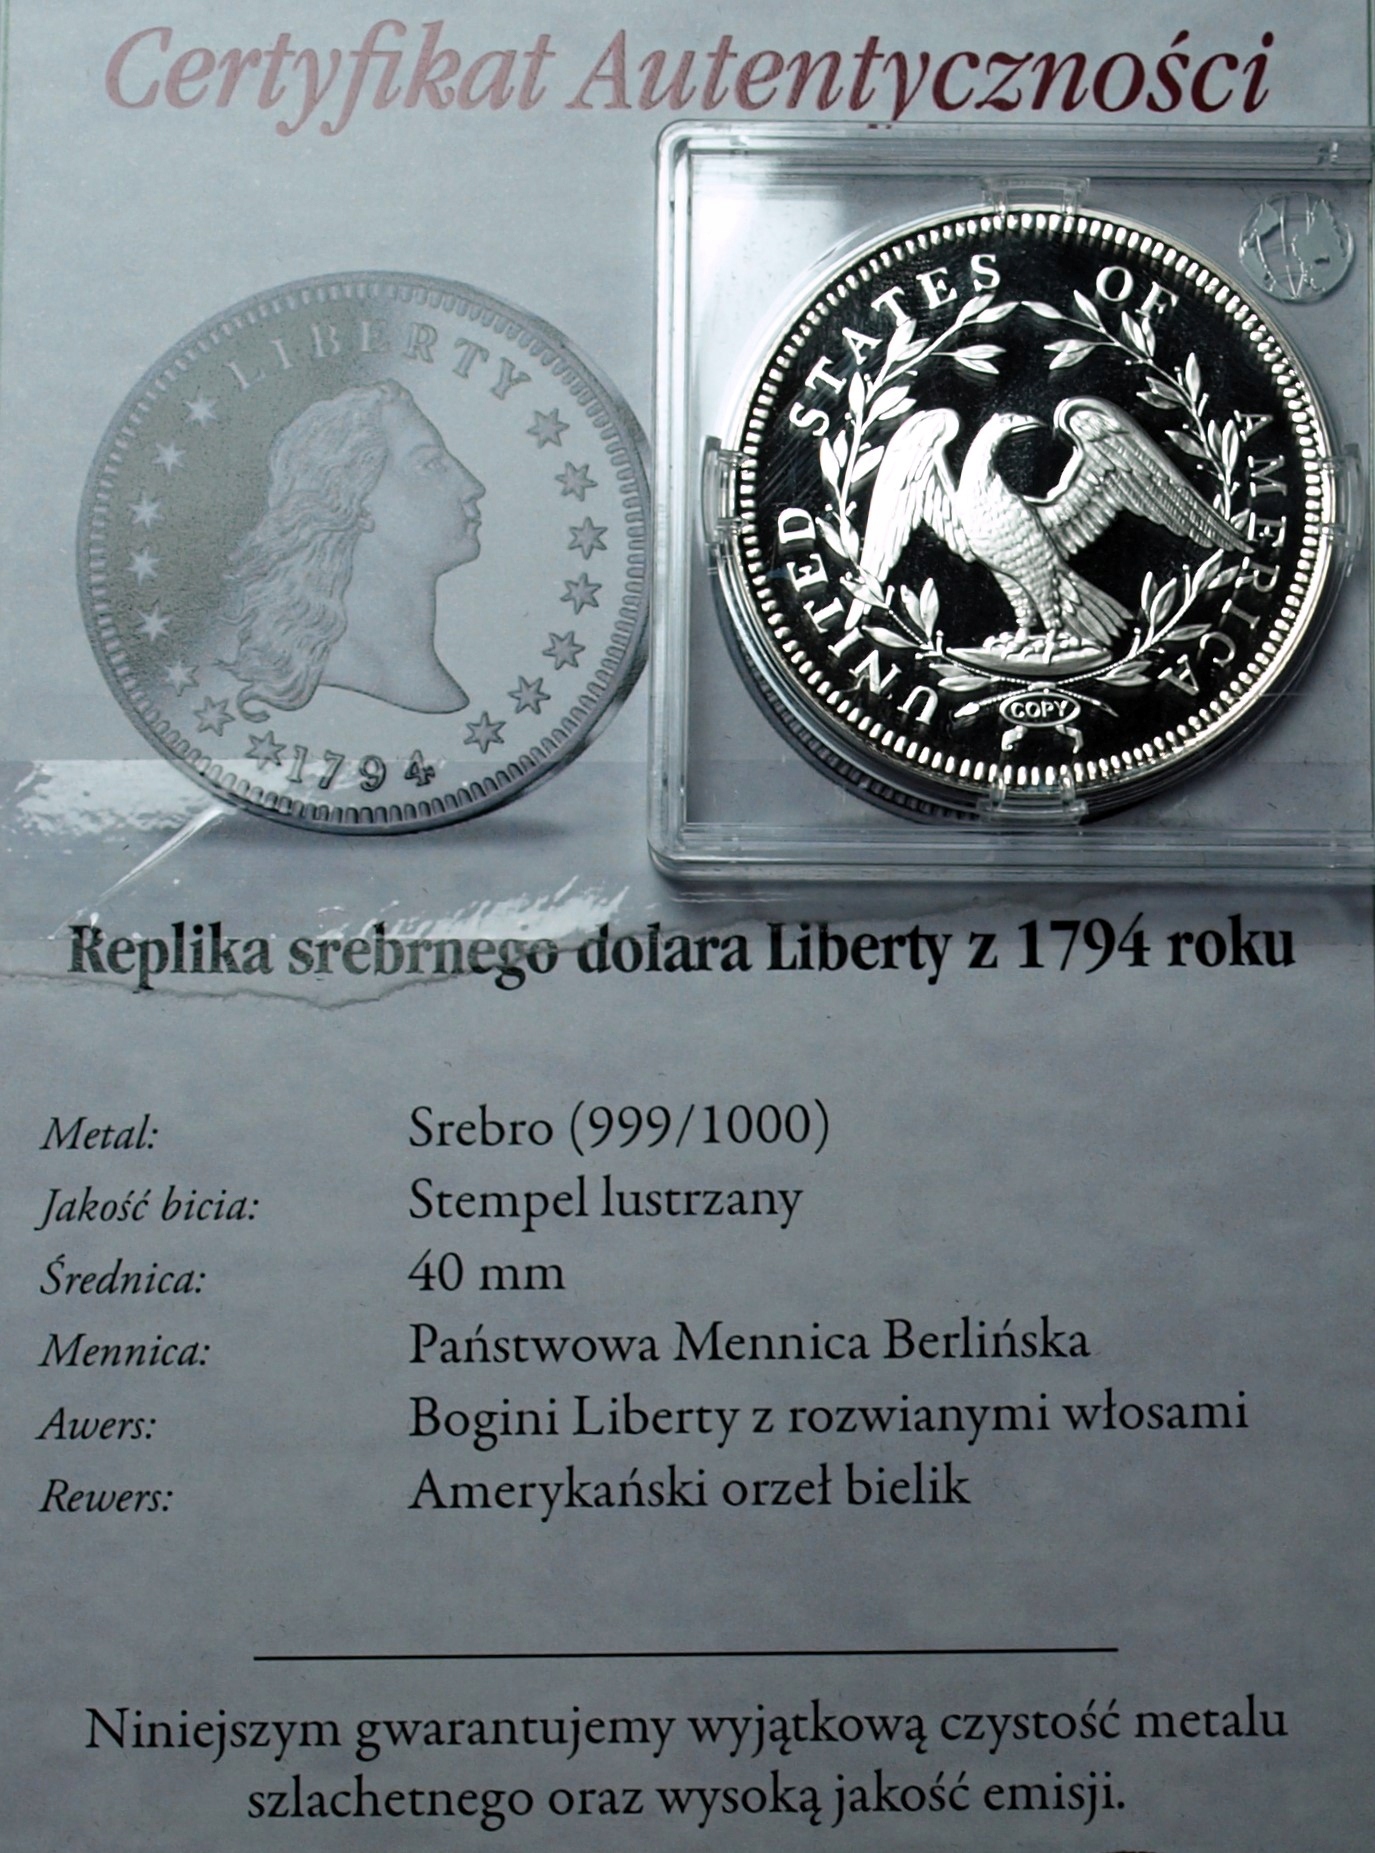 Certyfikat Autentyczności
LIBERTY
1794
UNITED STATES OF AMERICA
COPY
Replika srebrnego dolara Liberty z 1794 roku
Metal: Srebro (999/1000)
Jakość bicia: Stempel lustrzany
Średnica: 40 mm
Mennica: Państwowa Mennica Berlińska
Awers: Bogini Liberty z rozwianymi włosami
Rewers: Amerykański orzeł bielik
Niniejszym gwarantujemy wyjątkową czystość metalu
szlachetnego oraz wysoką jakość emisji.